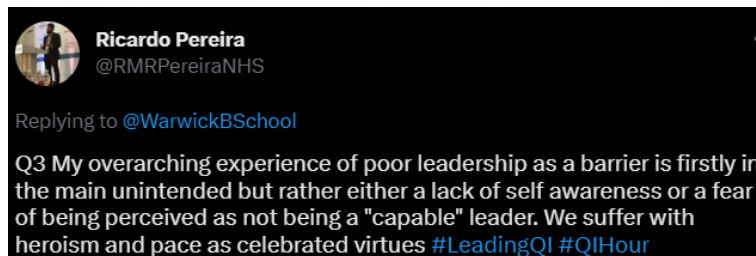 Ricardo Pereira
@RMRPereiraNHS
Replying to @WarwickBSchool
Q3 My overarching experience of poor leadership as a barrier is firstly in
the main unintended but rather either a lack of self awareness or a fear
of being perceived as not being a "capable" leader. We suffer with
heroism and pace as celebrated virtues #LeadingQI #QIHour